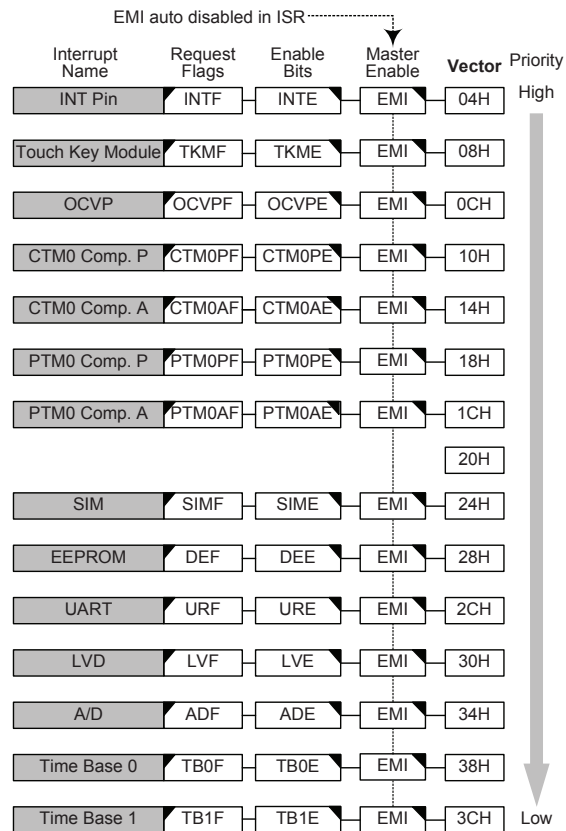 EMI auto disabled in ISR
Interrupt Name Request Flags Enable Bits Master Enable Vector Priority
INT Pin INTF INTE EMI 04H High
Touch Key Module TKMF TKME EMI 08H
OCVP OCVPF OCVPE EMI 0CH
CTM0 Comp. P CTM0PF CTM0PE EMI 10H
CTM0 Comp. A CTM0AF CTM0AE EMI 14H
PTM0 Comp. P PTM0PF PTM0PE EMI 18H
PTM0 Comp. A PTM0AF PTM0AE EMI 1CH
20H
SIM SIMF SIME EMI 24H
EEPROM DEF DEE EMI 28H
UART URF URE EMI 2CH
LVD LVF LVE EMI 30H
A/D ADF ADE EMI 34H
Time Base 0 TB0F TB0E EMI 38H
Time Base 1 TB1F TB1E EMI 3CH Low